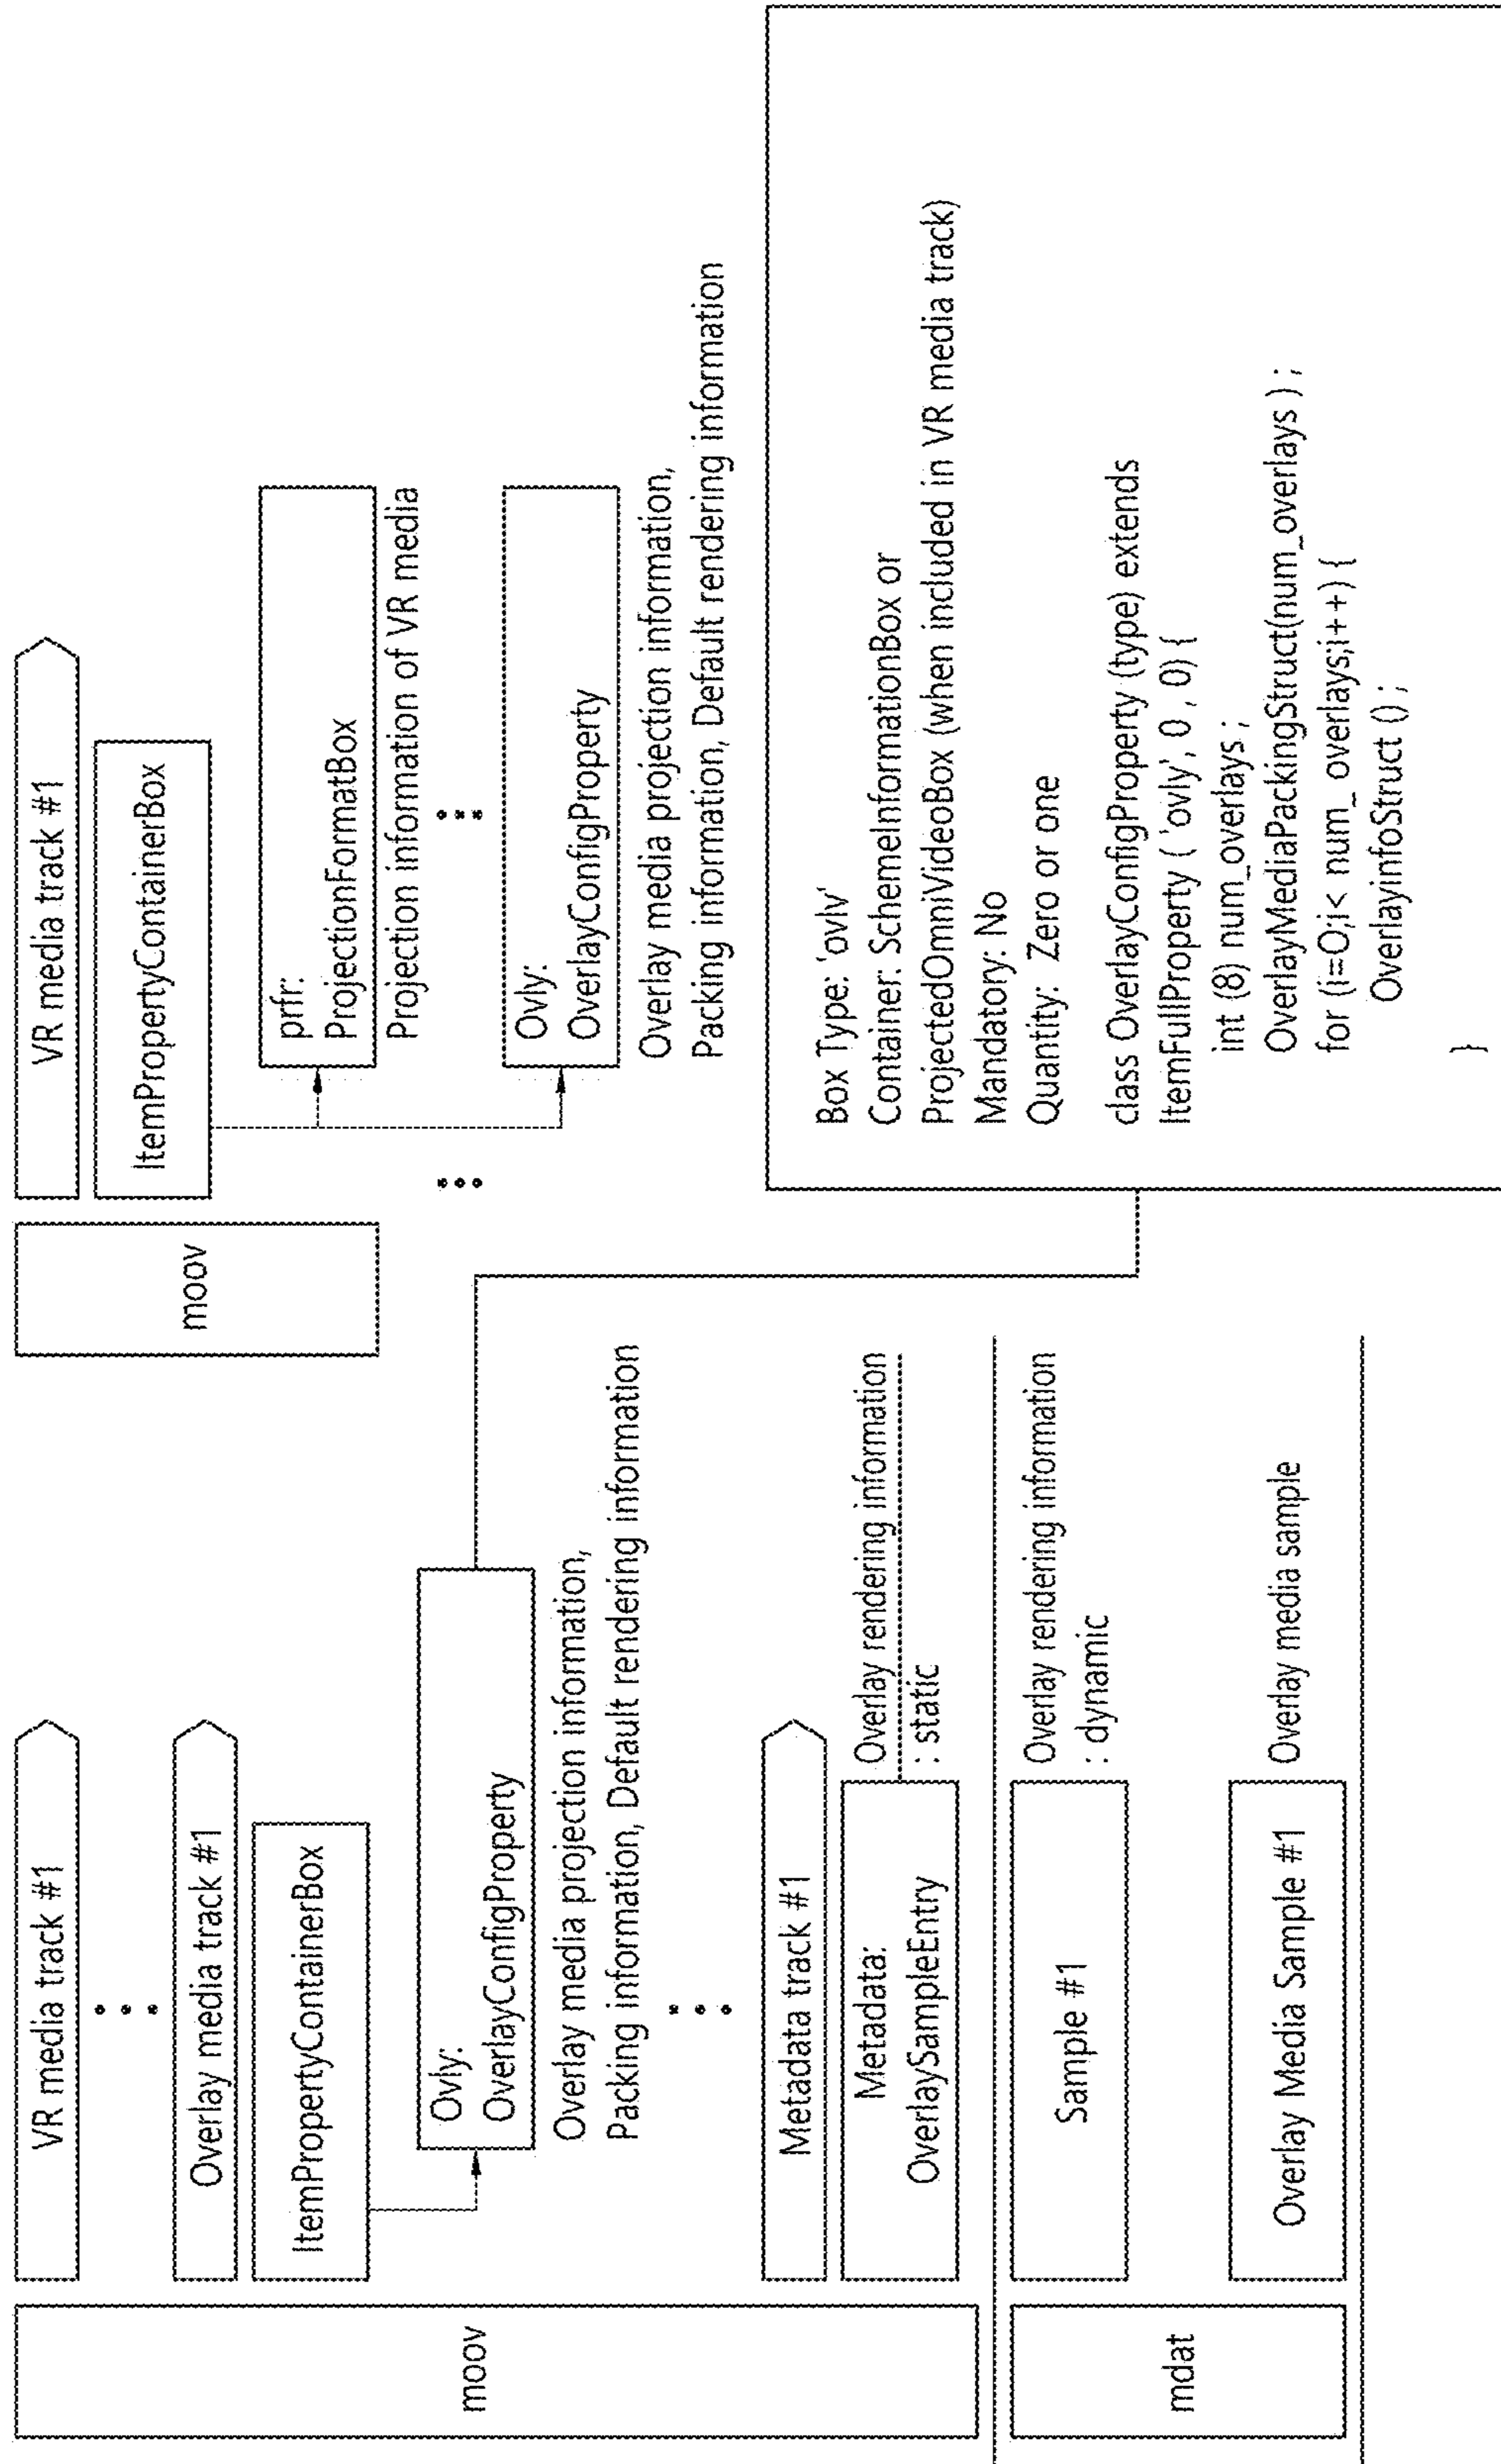 moov
VR media track #1
Overlay media track #1
ItemPropertyContainerBox
Ovly:
OverlayConfigProperty
Overlay media projection information,
Packing information, Default rendering information
Metadata track #1
Metadata:
OverlaySampleEntry
Overlay rendering information
: static
mdat
Sample #1
Overlay rendering information
: dynamic
Overlay Media Sample #1
Overlay media sample
moov
VR media track #1
ItemPropertyContainerBox
prfr:
ProjectionFormatBox
Projection information of VR media
Ovly:
OverlayConfigProperty
Overlay media projection information,
Packing information, Default rendering information
Box Type: 'ovlv'
Container: SchemeInformationBox or
ProjectedOmniVideoBox (when included in VR media track)
Mandatory: No
Quantity: Zero or one
class OverlayConfigProperty (type) extends
ItemFullProperty ( 'ovly', 0 , 0) {
int (8) num_overlays ;
OverlayMediaPackingStruct(num_overlays ) ;
for (i=O;i< num_ overlays;i++) {
OverlayinfoStruct () ;
}